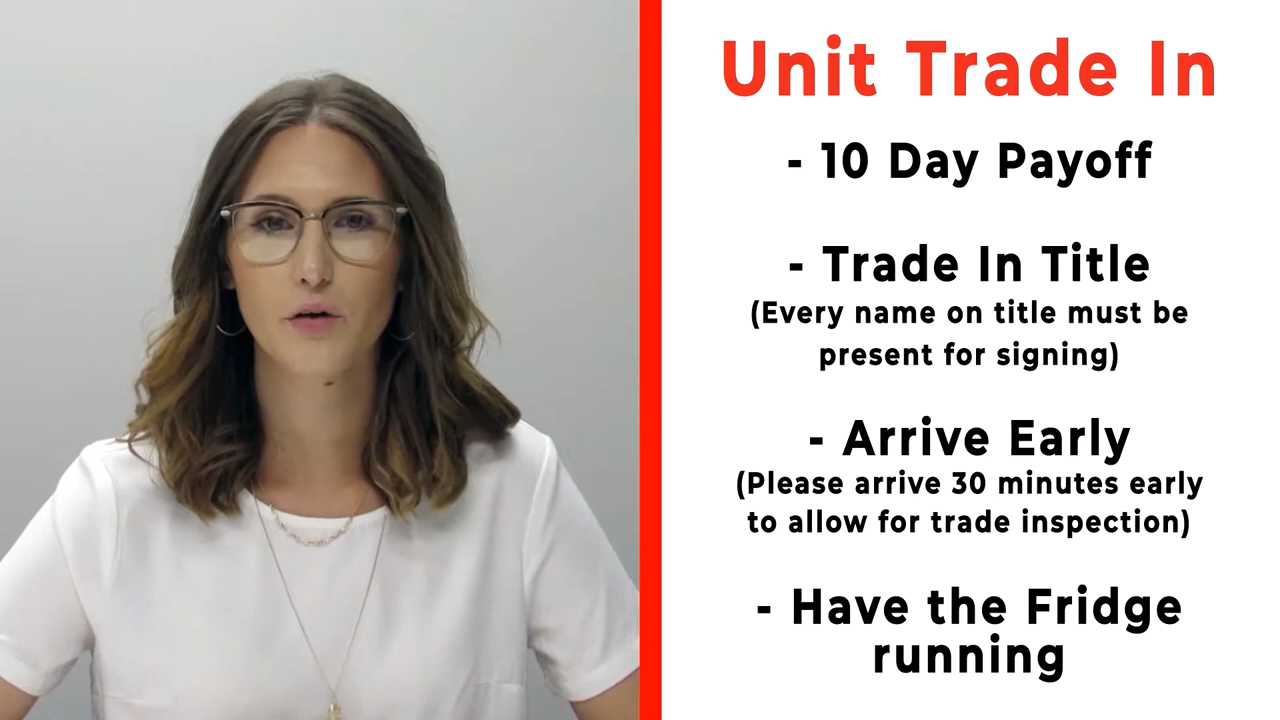 Unit Trade In
- 10 Day Payoff
- Trade In Title
(Every name on title must be
present for signing)
- Arrive Early
(Please arrive 30 minutes early
to allow for trade inspection)
- Have the Fridge
running